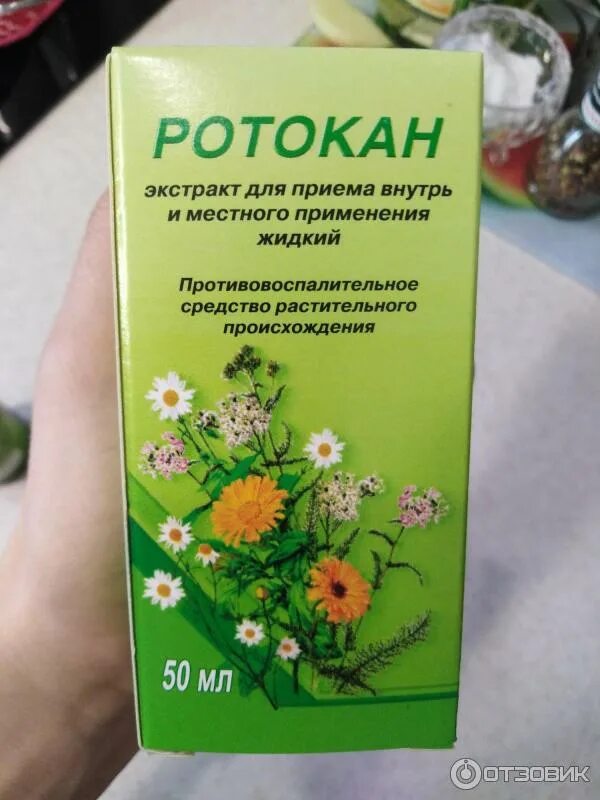 РОТОКАН
экстракт для приема внутрь
и местного применения
жидкий
Противовоспалительное
средство растительного
происхождения
50 мл
ОТЗОВИК